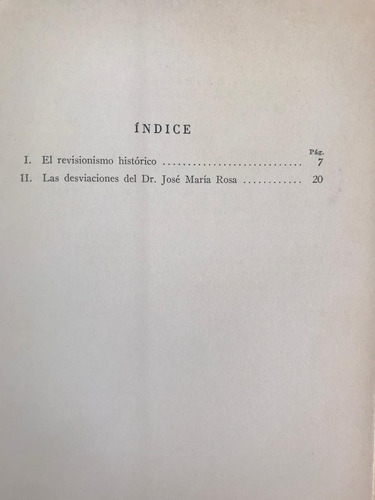 ÍNDICE
Pág.
I. El revisionismo histórico ............................ 7
II. Las desviaciones del Dr. José María Rosa ............ 20